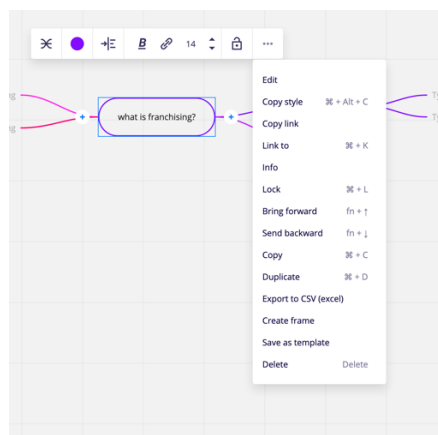 B
14
what is franchising?
Edit
Copy style ⌘ + Alt + C
Copy link
Link to ⌘ + K
Info
Lock ⌘ + L
Bring forward fn + ↑
Send backward fn + ↓
Copy ⌘ + C
Duplicate ⌘ + D
Export to CSV (excel)
Create frame
Save as template
Delete Delete